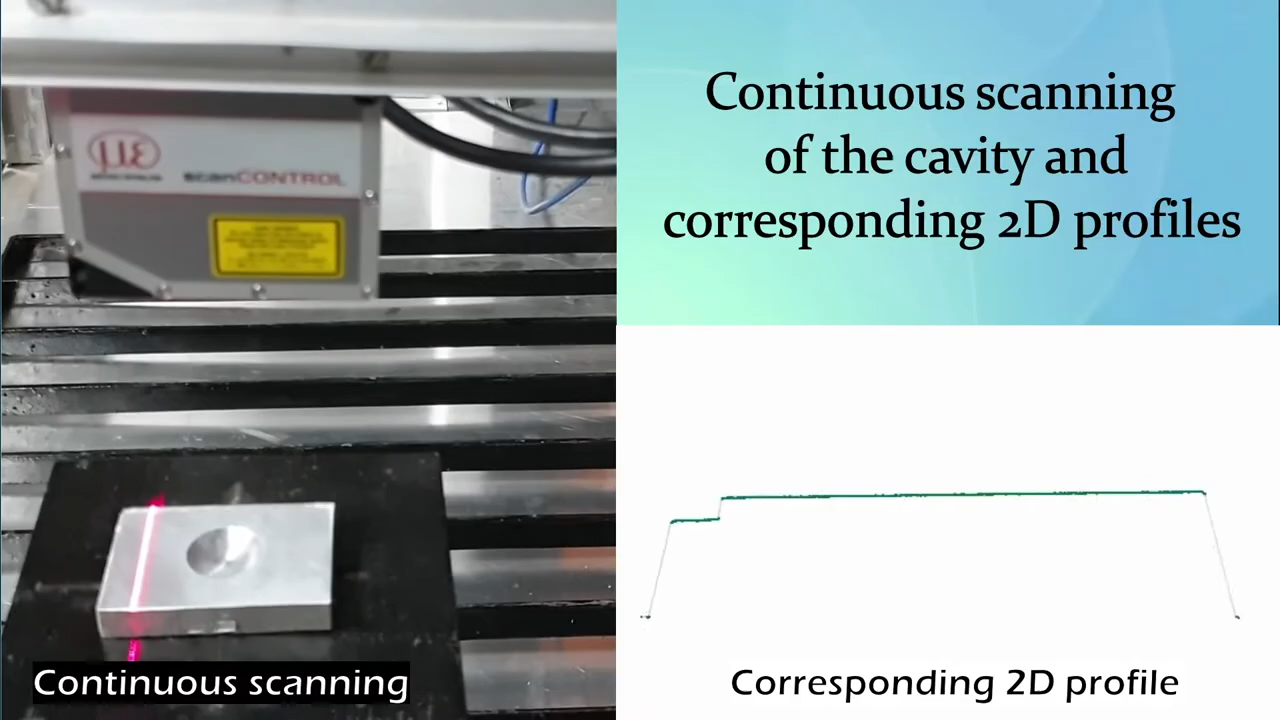 Continuous scanning
of the cavity and
corresponding 2D profiles
scanCONTROL
Continuous scanning
Corresponding 2D profile